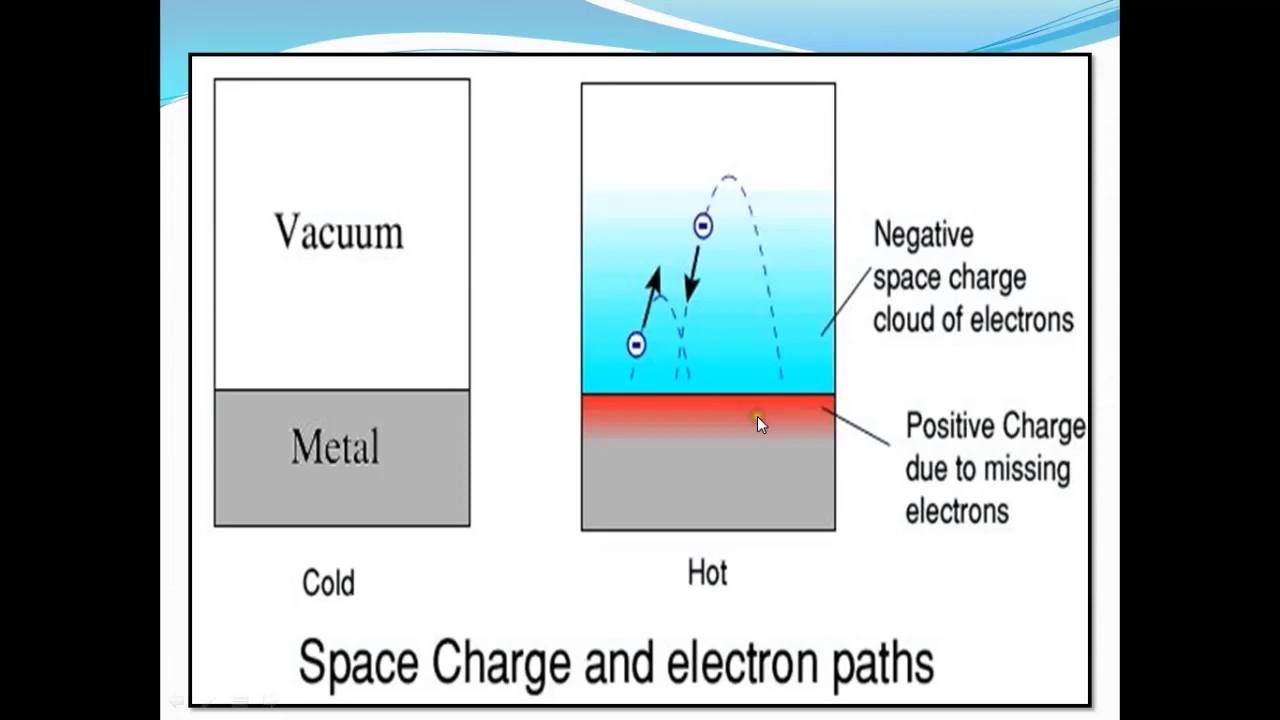 Vacuum
Metal
Cold
Negative
space charge
cloud of electrons
Positive Charge
due to missing
electrons
Hot
Space Charge and electron paths